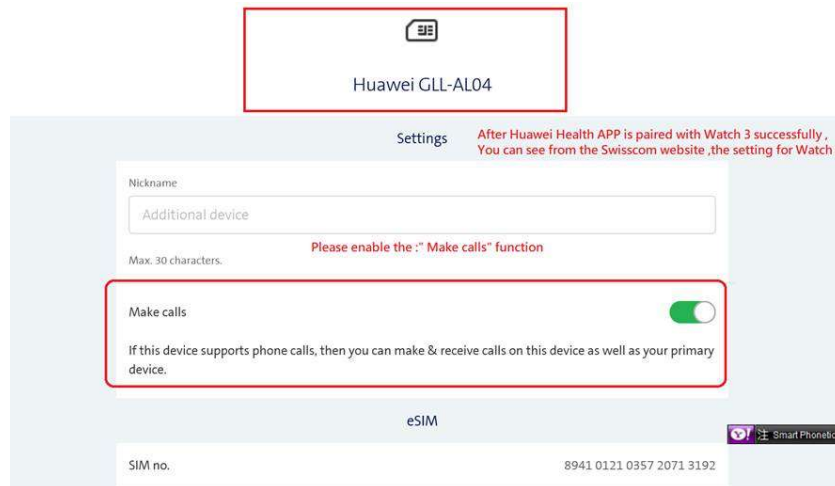 Huawei GLL-AL04
Settings
After Huawei Health APP is paired with Watch 3 successfully ,
You can see from the Swisscom website ,the setting for Watch
Nickname
Additional device
Please enable the :" Make calls" function
Max. 30 characters.
Make calls
If this device supports phone calls, then you can make & receive calls on this device as well as your primary
device.
eSIM
Y! 注 Smart Phonetic
SIM no.
8941 0121 0357 2071 3192